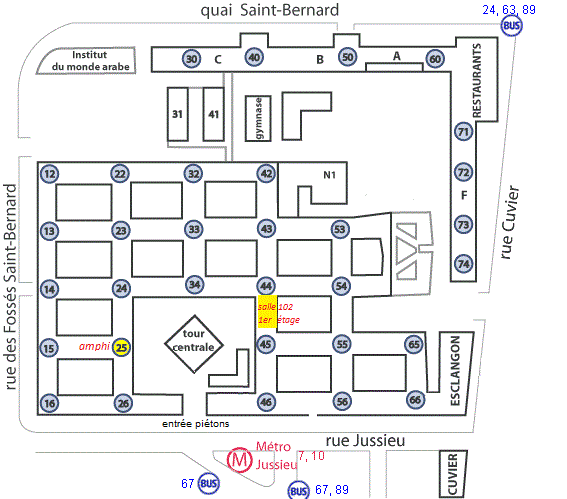 quai Saint-Bernard
24, 63, 89
BUS
Institut
du monde arabe
30
C
40
B
50
A
60
RESTAURANTS
31
41
gymnase
71
72
F
73
74
rue Cuvier
12
22
32
42
N1
13
23
33
43
53
14
24
34
44
54
rue des Fossés Saint-Bernard
salle 102
1er étage
tour
centrale
15
amphi
25
45
55
65
16
26
46
56
66
ESCLANGON
entrée piétons
rue Jussieu
M
Métro
Jussieu
7, 10
CUVIER
67
BUS
BUS
67, 89